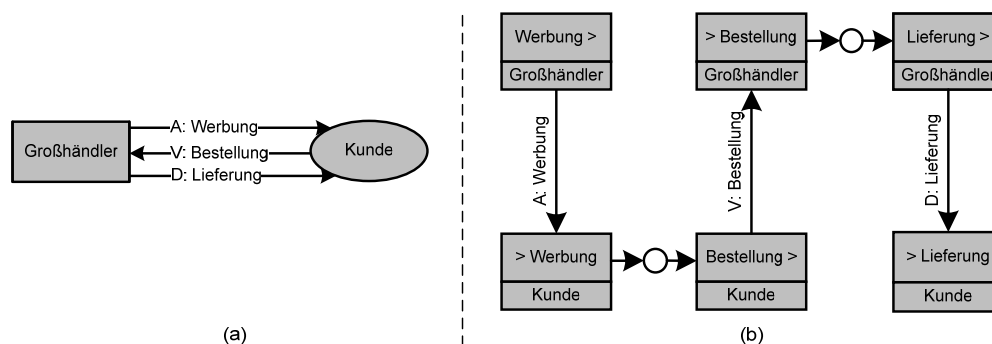 Großhändler
A: Werbung
V: Bestellung
D: Lieferung
Kunde
(a)
Werbung >
Großhändler
> Bestellung
Großhändler
Lieferung >
Großhändler
A: Werbung
V: Bestellung
D: Lieferung
> Werbung
Kunde
Bestellung >
Kunde
> Lieferung
Kunde
(b)